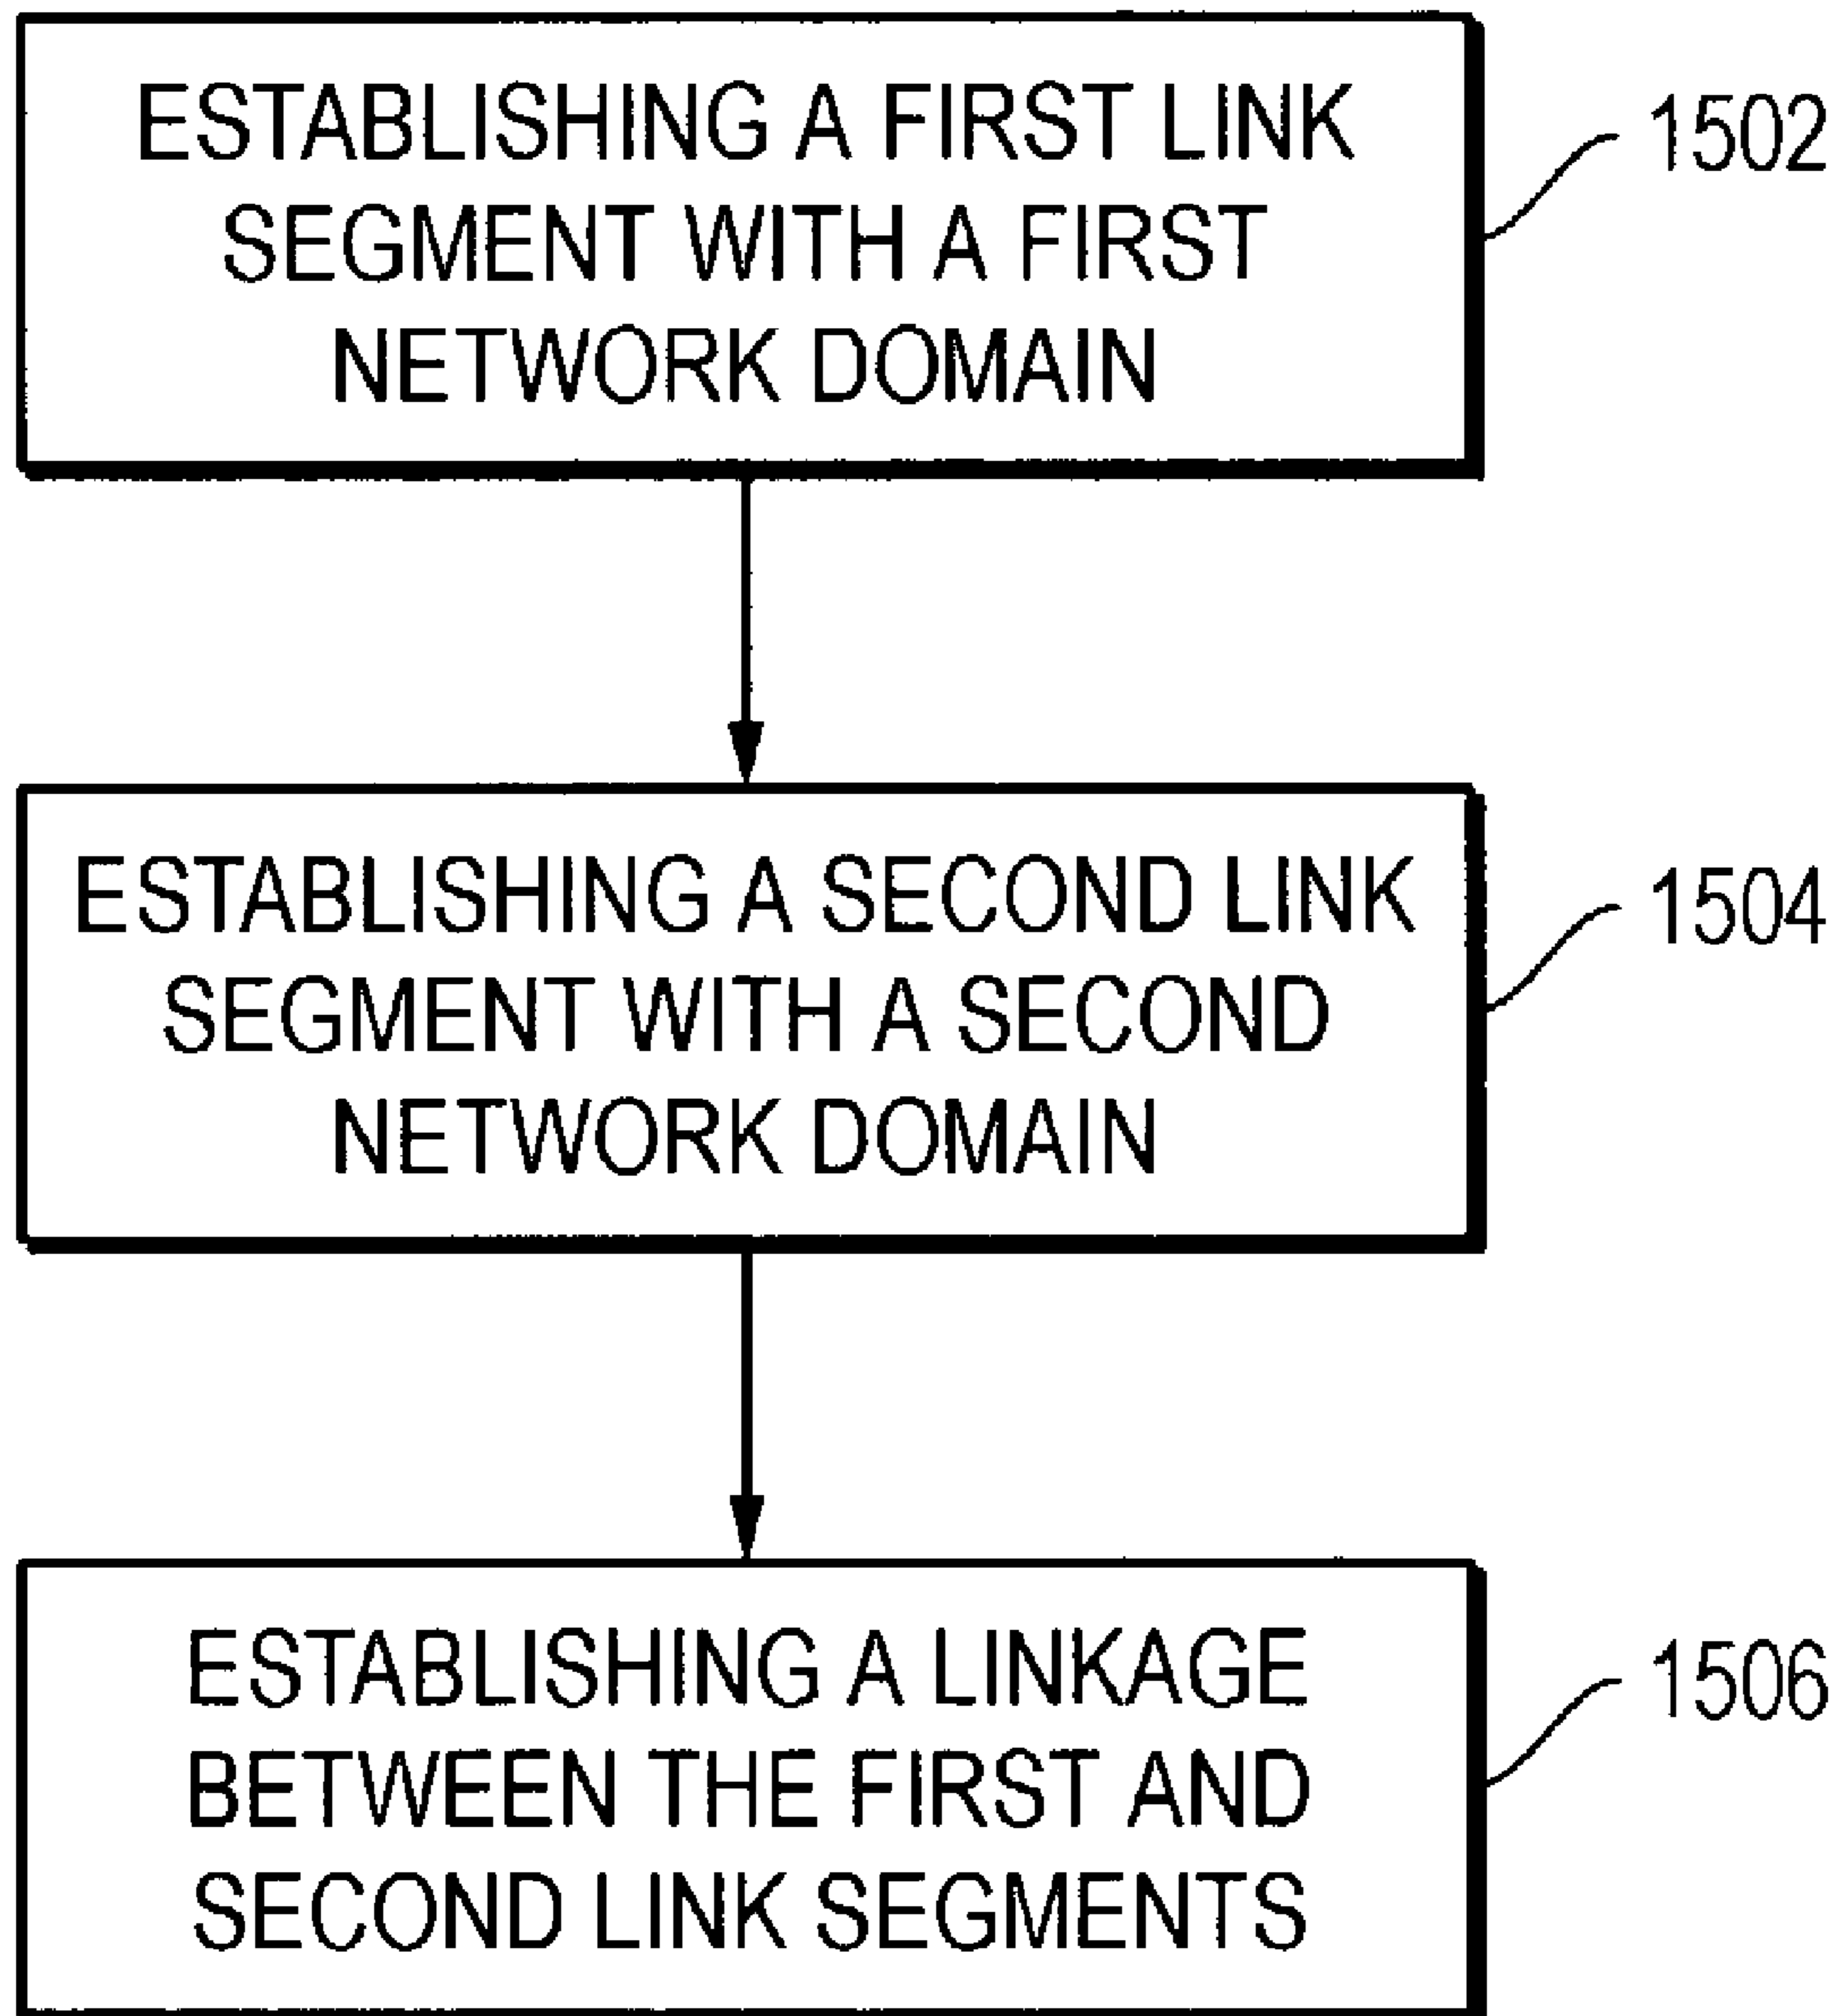 ESTABLISHING A FIRST LINK
SEGMENT WITH A FIRST
NETWORK DOMAIN
1502
ESTABLISHING A SECOND LINK
SEGMENT WITH A SECOND
NETWORK DOMAIN
1504
ESTABLISHING A LINKAGE
BETWEEN THE FIRST AND
SECOND LINK SEGMENTS
1506